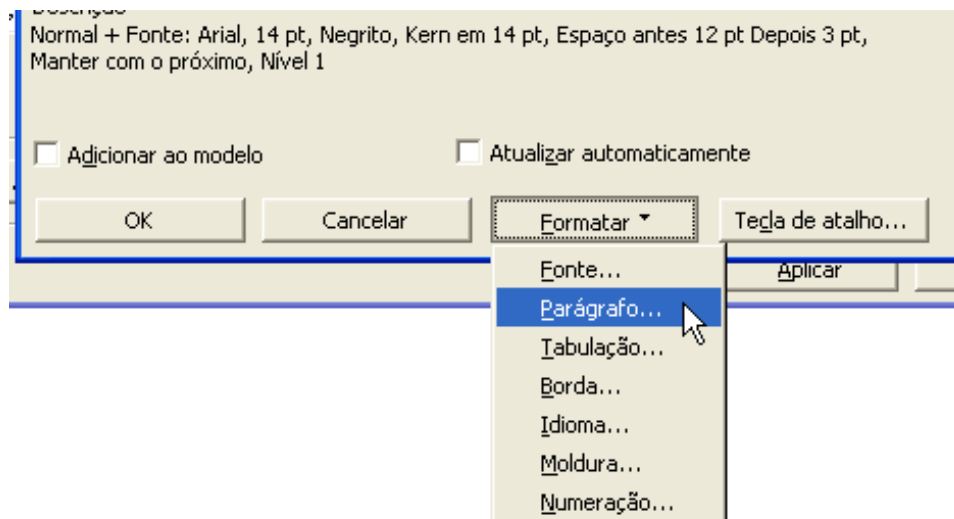 Descrição
Normal + Fonte: Arial, 14 pt, Negrito, Kern em 14 pt, Espaço antes 12 pt Depois 3 pt,
Manter com o próximo, Nível 1
Adicionar ao modelo
Atualizar automaticamente
OK
Cancelar
Formatar
Tecla de atalho...
Aplicar
Fonte...
Parágrafo...
Tabulação...
Borda...
Idioma...
Moldura...
Numeração...